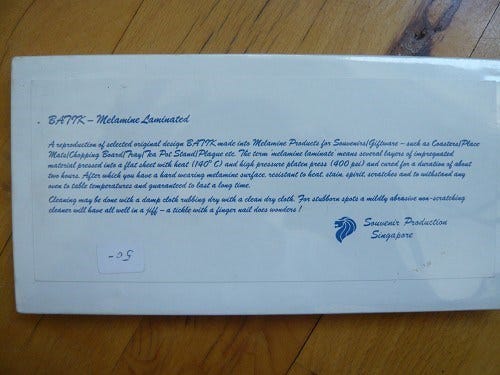 BATIK – Melamine Laminated
A reproduction of selected original design BATIK made into Melamine Products for Souvenirs/Giftware – such as Coasters/Place
Mats/Chopping Board/Tray/Tea Pot Stand/Plaque etc. The term melamine laminate means several layers of impregnated
material pressed into a flat sheet with heat (140° C) and high pressure platen press (400 psi) and cured for a duration of about
two hours. After which you have a hard wearing melamine surface, resistant to heat, stain, spirit, scratches and to withstand any
oven to table temperatures and guaranteed to last a long time.
Cleaning may be done with a damp cloth rubbing dry with a clean dry cloth. For stubborn spots a mildly abrasive non-scratching
cleaner will have all well in a jiff – a tickle with a finger nail does wonders !
Souvenir Production
Singapore
50-